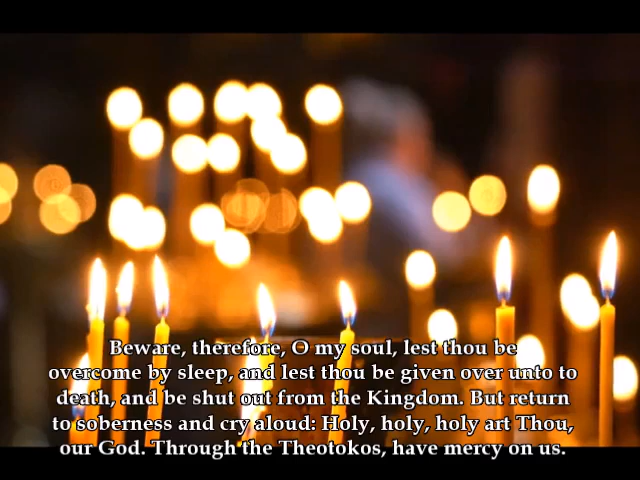 Beware, therefore, O my soul, lest thou be
overcome by sleep, and lest thou be given over unto to
death, and be shut out from the Kingdom. But return
to soberness and cry aloud: Holy, holy, holy art Thou,
our God. Through the Theotokos, have mercy on us.